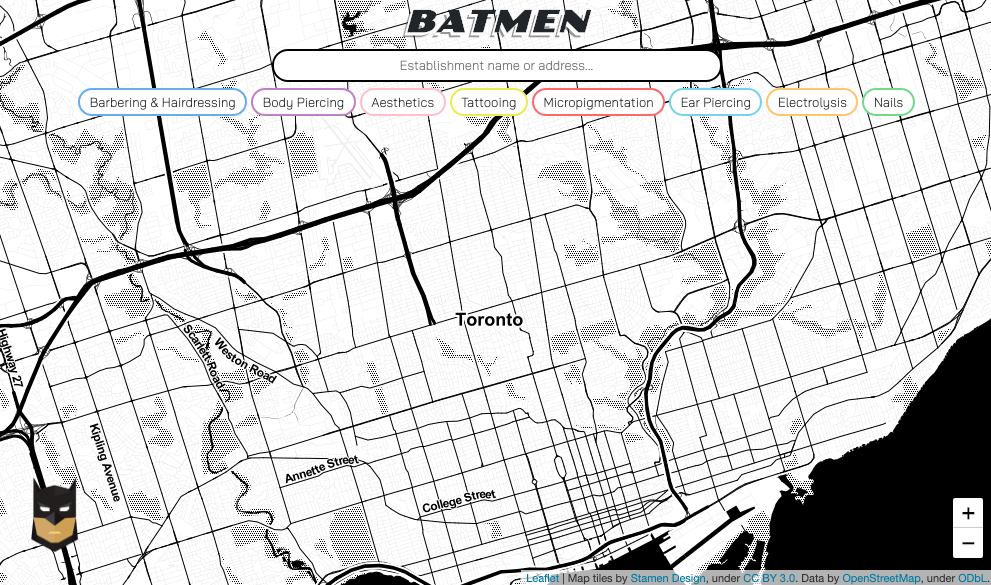 BATMEN
Establishment name or address...
Barbering & Hairdressing
Body Piercing
Aesthetics
Tattooing
Micropigmentation
Ear Piercing
Electrolysis
Nails
Toronto
Highway 27
Scarlett Road
Weston Road
Kipling Avenue
Annette Street
College Street
+
−
Leaflet | Map tiles by Stamen Design, under CC BY 3.0. Data by OpenStreetMap, under ODbL